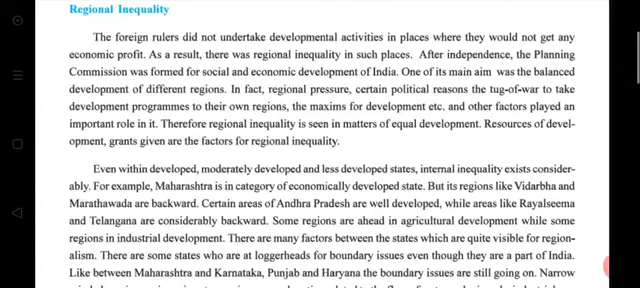 Regional Inequality
The foreign rulers did not undertake developmental activities in places where they would not get any
economic profit. As a result, there was regional inequality in such places. After independence, the Planning
Commission was formed for social and economic development of India. One of its main aim was the balanced
development of different regions. In fact, regional pressure, certain political reasons the tug-of-war to take
development programmes to their own regions, the maxims for development etc. and other factors played an
important role in it. Therefore regional inequality is seen in matters of equal development. Resources of devel-
opment, grants given are the factors for regional inequality.
Even within developed, moderately developed and less developed states, internal inequality exists consider-
ably. For example, Maharashtra is in category of economically developed state. But its regions like Vidarbha and
Marathawada are backward. Certain areas of Andhra Pradesh are well developed, while areas like Rayalseema
and Telangana are considerably backward. Some regions are ahead in agricultural development while some
regions in industrial development. There are many factors between the states which are quite visible for region-
alism. There are some states who are at loggerheads for boundary issues even though they are a part of India.
Like between Maharashtra and Karnataka, Punjab and Haryana the boundary issues are still going on. Narrow